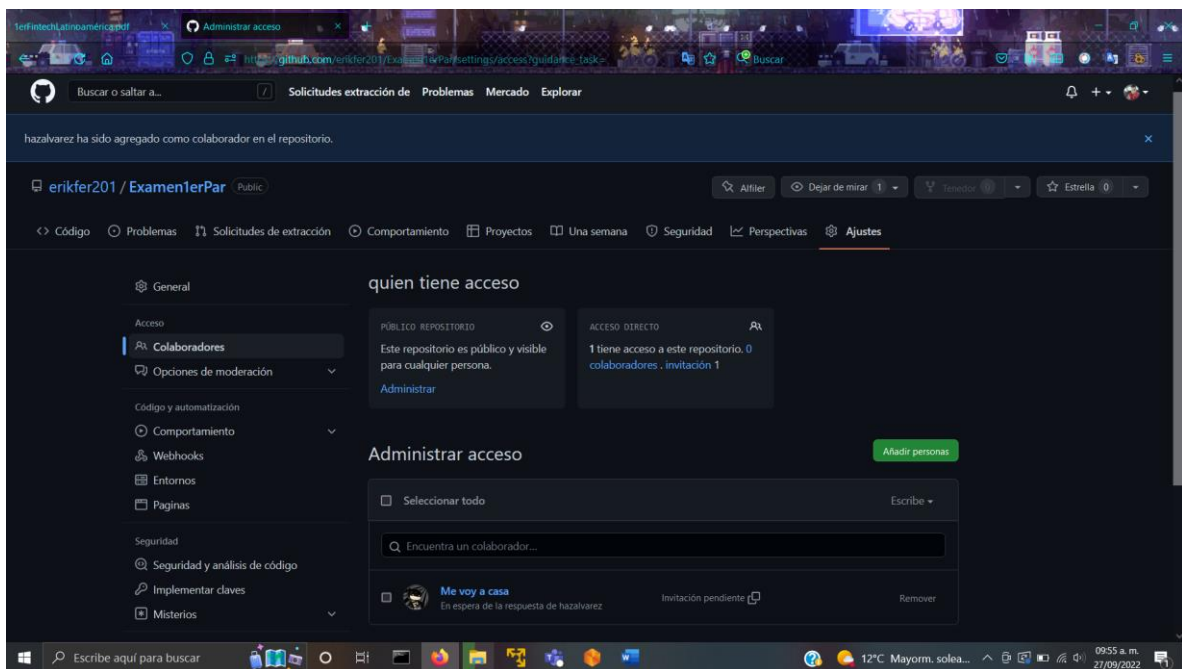 1erFintechLatinoamérica.pdf
Administrar acceso
github.com/erikfer201/Examen1erPar/settings/access?guidance_task=
Buscar
Buscar o saltar a...
/
Solicitudes extracción de Problemas Mercado Explorar
hazalvarez ha sido agregado como colaborador en el repositorio.
erikfer201 / Examen1erPar Public
Alfiler
Dejar de mirar 1
Tenedor 0
Estrella 0
<> Código
Problemas
Solicitudes de extracción
Comportamiento
Proyectos
Una semana
Seguridad
Perspectivas
Ajustes
General
Acceso
Colaboradores
Opciones de moderación
Código y automatización
Comportamiento
Webhooks
Entornos
Paginas
Seguridad
Seguridad y análisis de código
Implementar claves
Misterios
quien tiene acceso
PÚBLICO REPOSITORIO
Este repositorio es público y visible
para cualquier persona.
Administrar
ACCESO DIRECTO
1 tiene acceso a este repositorio. 0
colaboradores . invitación 1
Administrar acceso
Añadir personas
Seleccionar todo
Escribe
Encuentra un colaborador...
Me voy a casa
En espera de la respuesta de hazalvarez
Invitación pendiente
Remover
Escribe aquí para buscar
12°C Mayorm. solea...
09:55 a. m.
27/09/2022